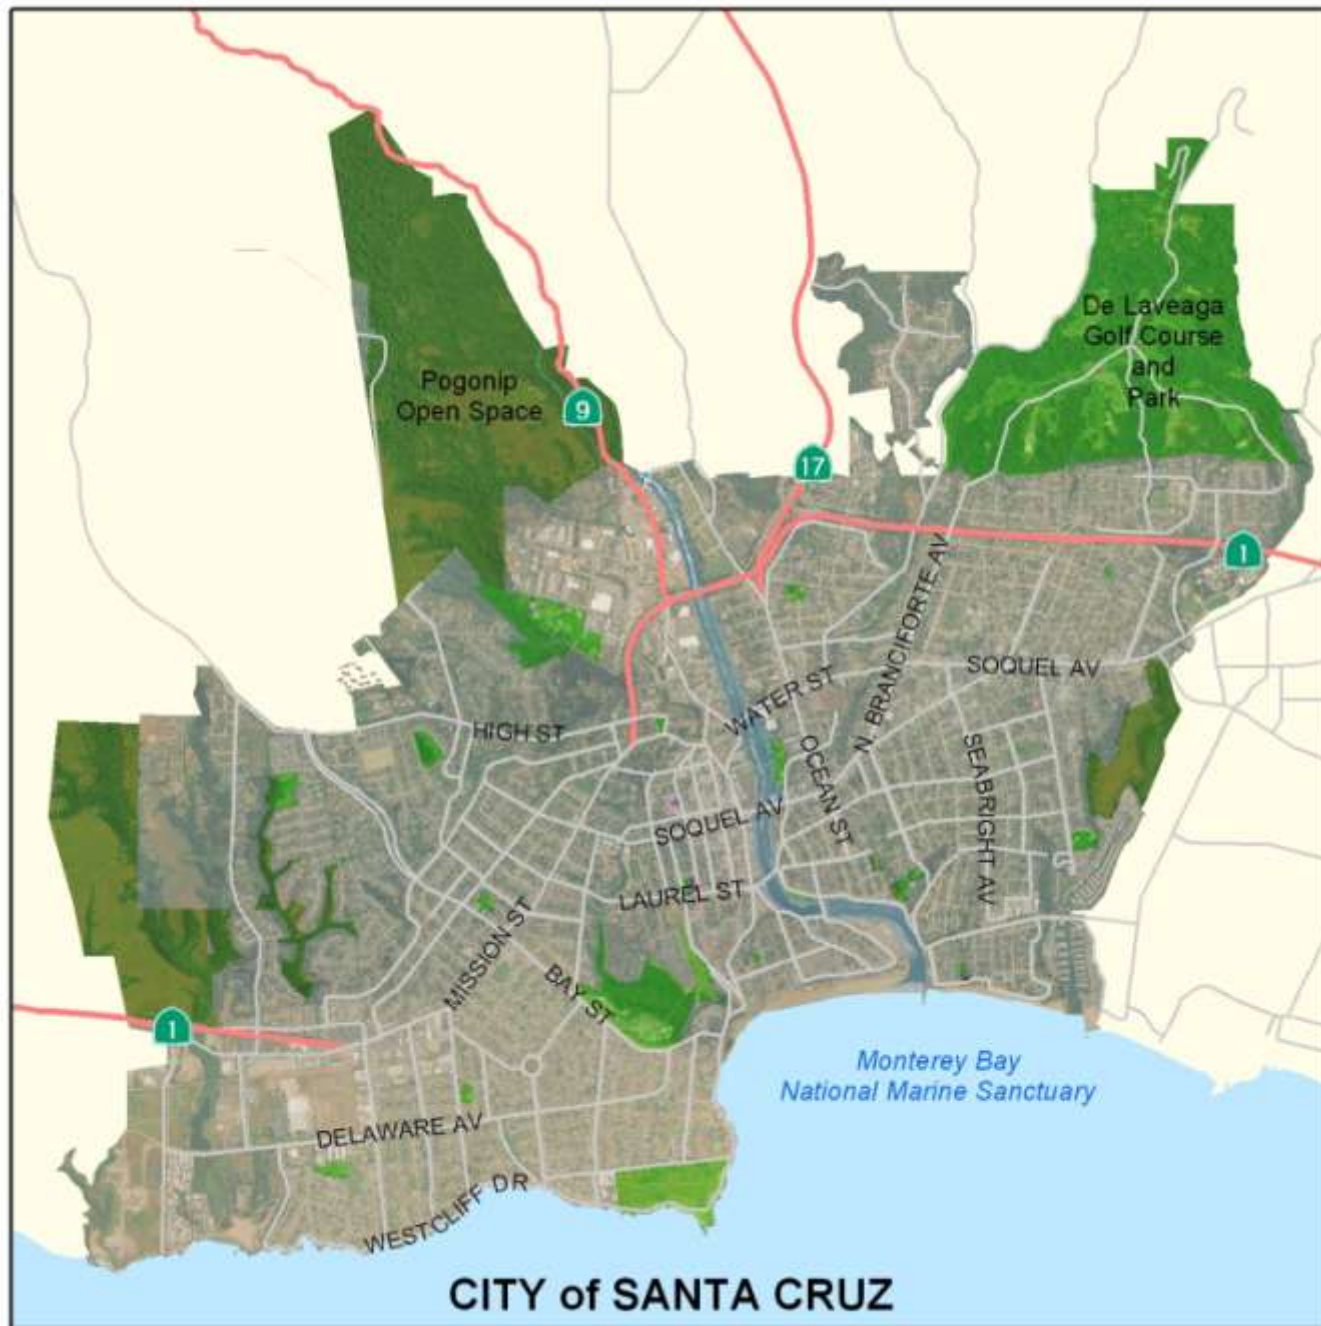 De Laveaga
Golf Course
and
Park
Pogonip
Open Space
9
17
1
N. BRANCIFORTE AV
SOQUEL AV
WATER ST
HIGH ST
OCEAN ST
SEABRIGHT AV
SOQUEL AV
LAUREL ST
MISSION ST
BAY ST
1
Monterey Bay
National Marine Sanctuary
DELAWARE AV
WESTCLIFF DR
CITY of SANTA CRUZ